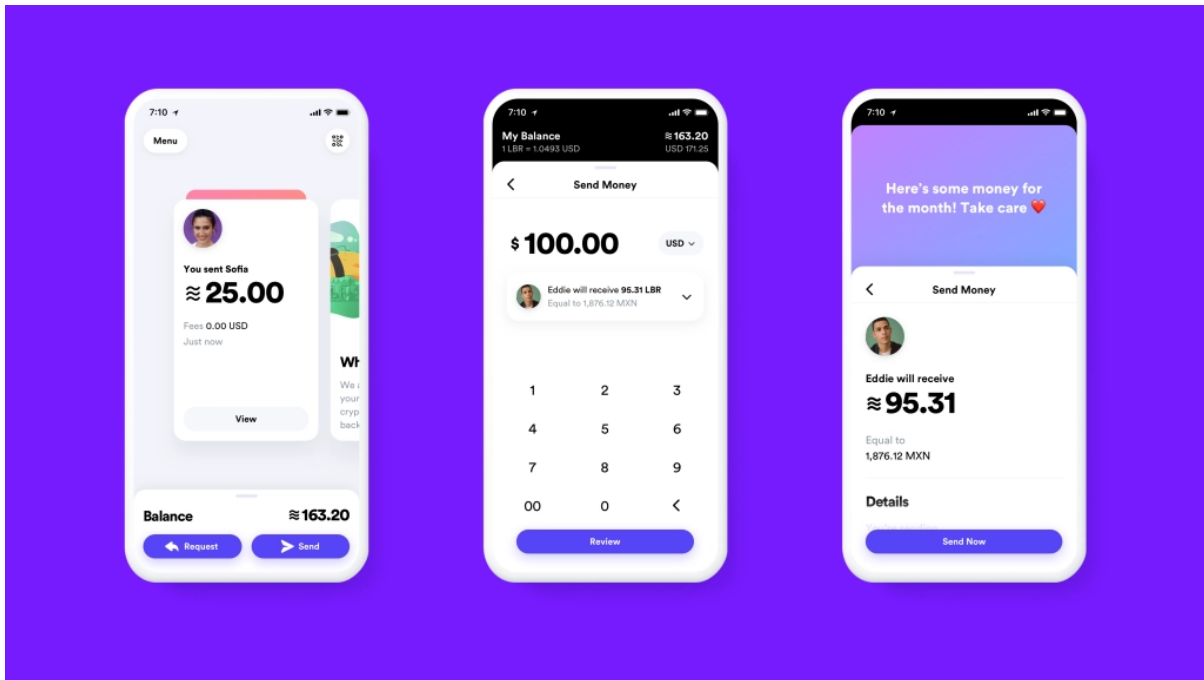 7:10
Menu
You sent Sofia
≋ 25.00
Fees 0.00 USD
Just now
View
Wh
We a
your
cryp
back
Balance
≋163.20
Request
Send
7:10
My Balance
≋163.20
1 LBR = 1.0493 USD
USD 171.25
Send Money
$ 100.00
USD
Eddie will receive 95.31 LBR
Equal to 1,876.12 MXN
1 2 3
4 5 6
7 8 9
00 0
Review
7:10
Here's some money for
the month! Take care ❤️
Send Money
Eddie will receive
≋95.31
Equal to
1,876.12 MXN
Details
You're sending
Send Now